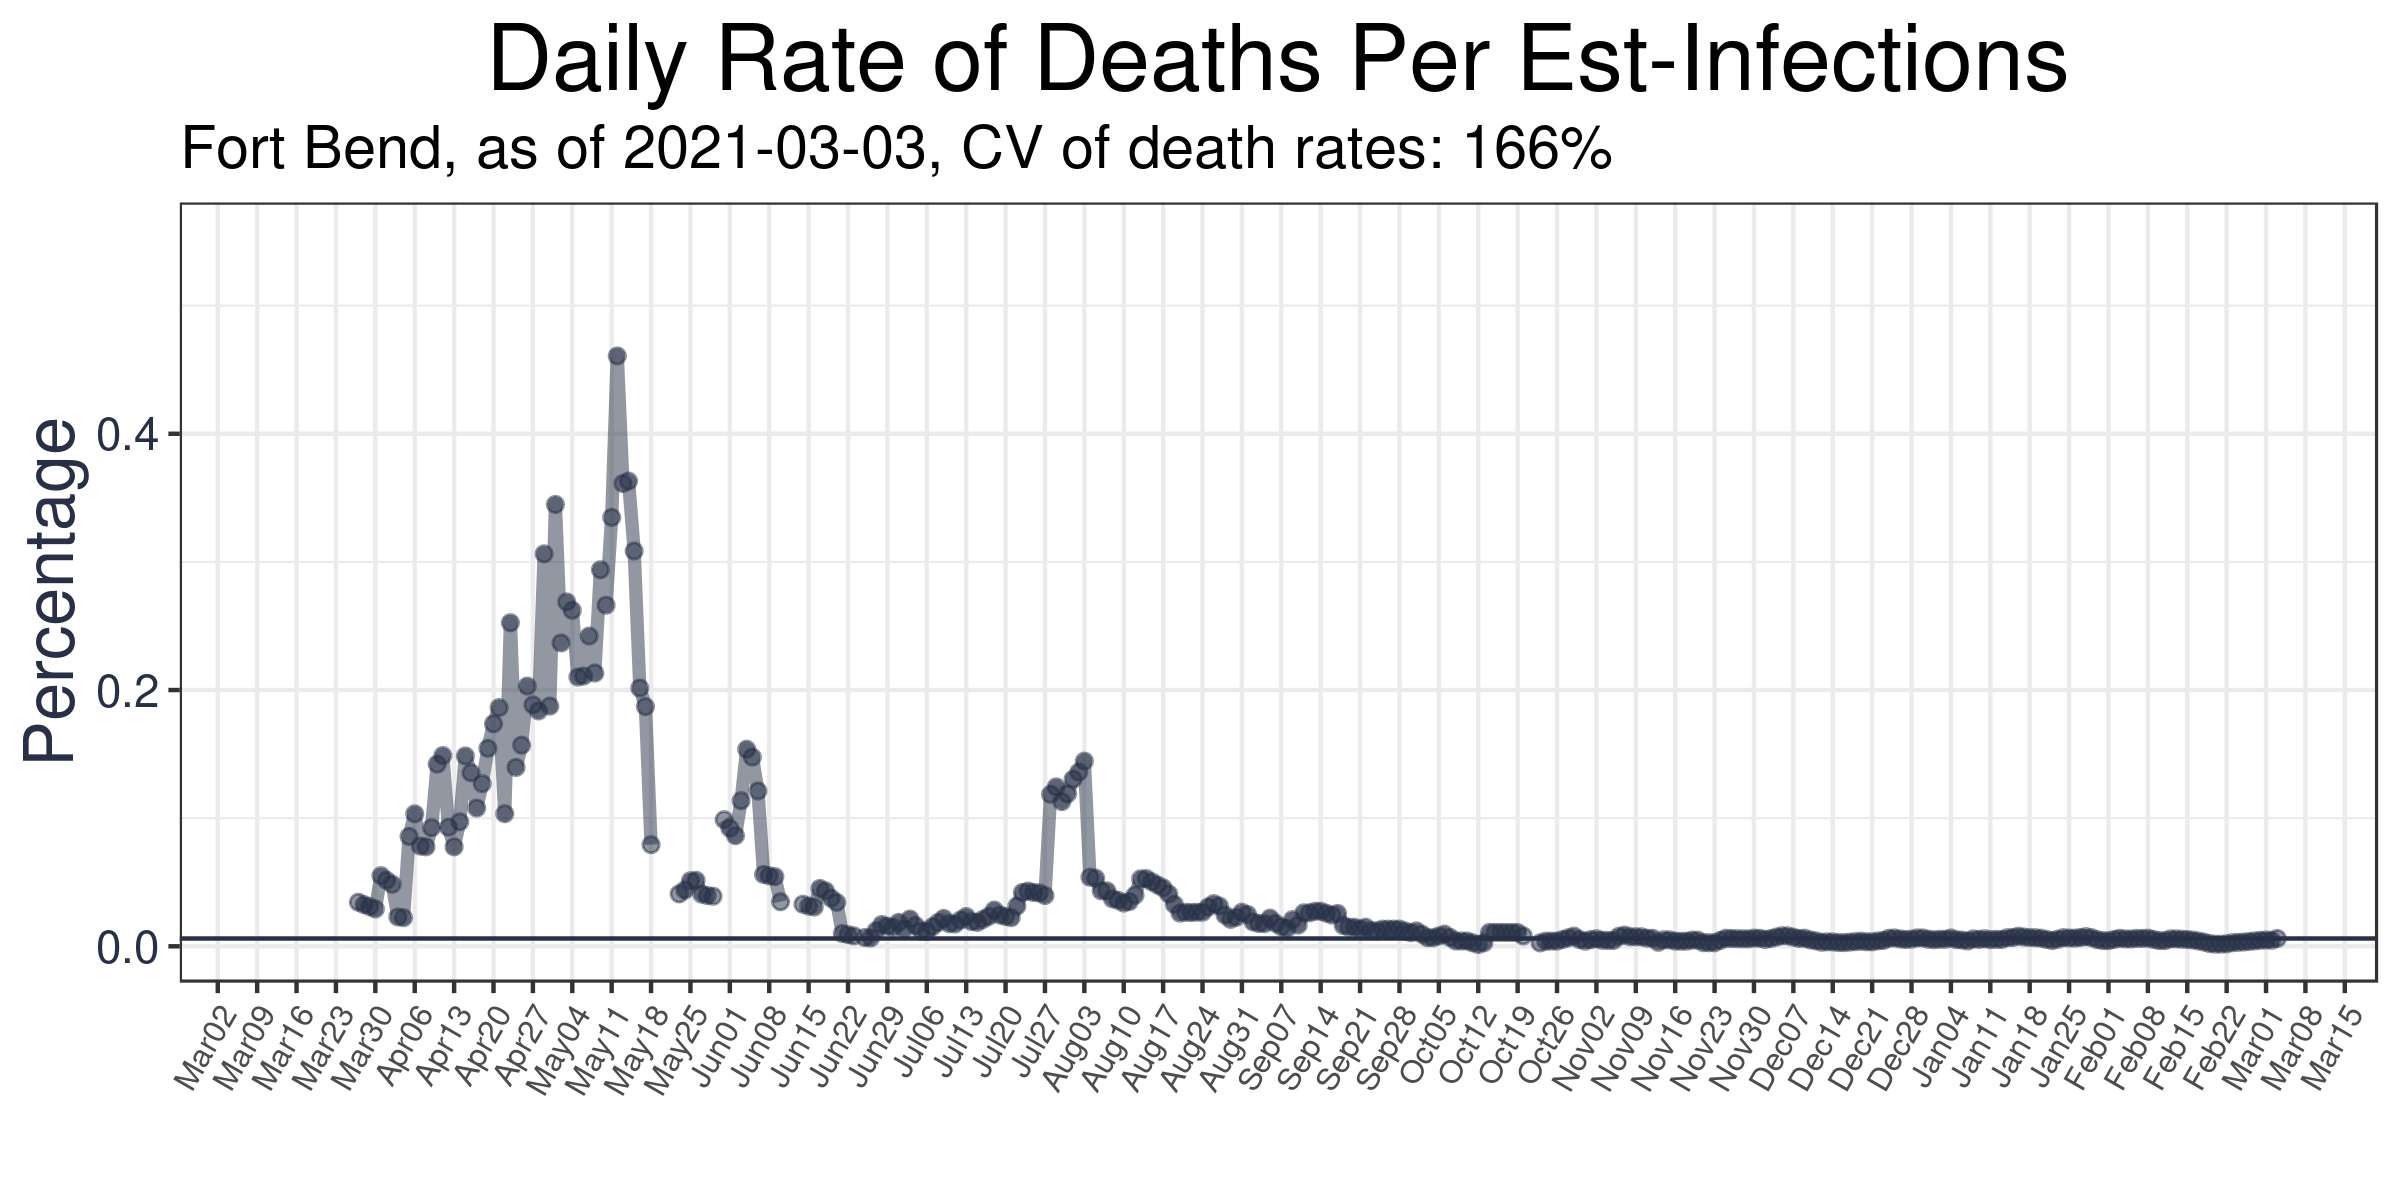 Daily Rate of Deaths Per Est-Infections
Fort Bend, as of 2021-03-03, CV of death rates: 166%
Percentage
0.4
0.2
0.0
Mar02
Mar09
Mar16
Mar23
Mar30
Apr06
Apr13
Apr20
Apr27
May04
May11
May18
May25
Jun01
Jun08
Jun15
Jun22
Jun29
Jul06
Jul13
Jul20
Jul27
Aug03
Aug10
Aug17
Aug24
Aug31
Sep07
Sep14
Sep21
Sep28
Oct05
Oct12
Oct19
Oct26
Nov02
Nov09
Nov16
Nov23
Nov30
Dec07
Dec14
Dec21
Dec28
Jan04
Jan11
Jan18
Jan25
Feb01
Feb08
Feb15
Feb22
Mar01
Mar08
Mar15